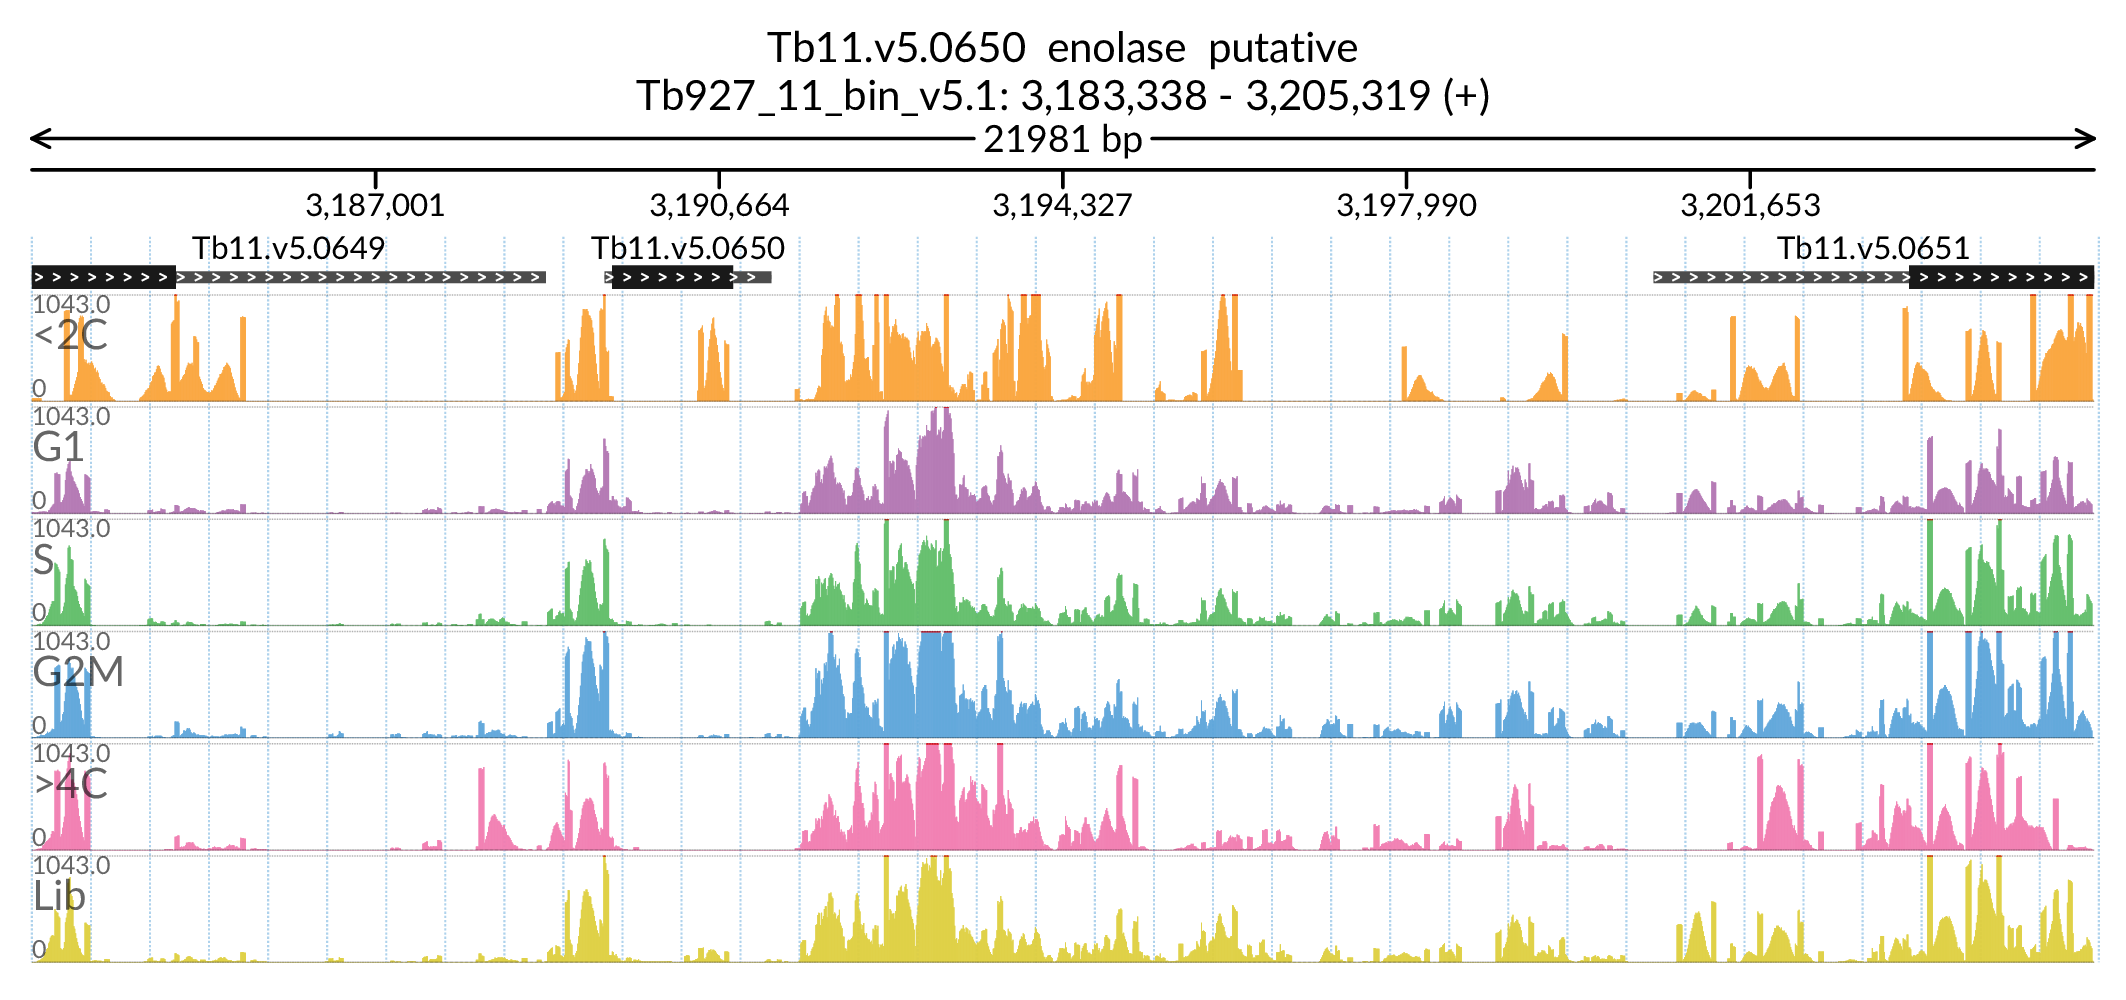 Tb11.v5.0650 enolase putative
Tb927_11_bin_v5.1: 3,183,338 - 3,205,319 (+)
21981 bp
3,187,001 3,190,664 3,194,327 3,197,990 3,201,653
Tb11.v5.0649 Tb11.v5.0650 Tb11.v5.0651
1043.0
<2C
0
1043.0
G1
0
1043.0
S
0
1043.0
G2M
0
1043.0
>4C
0
1043.0
Lib
0